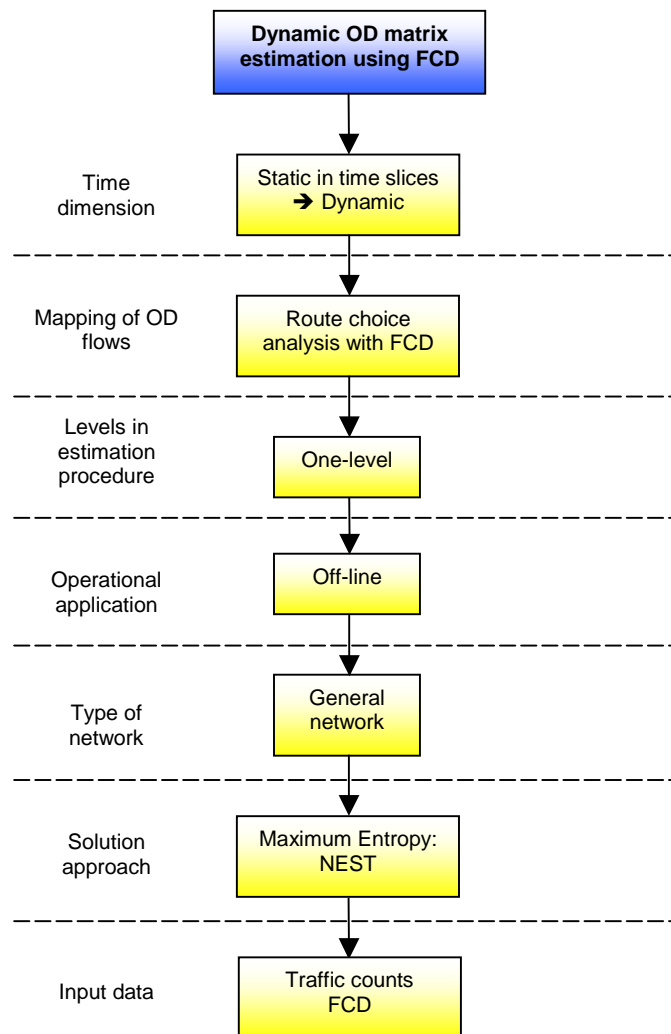 Dynamic OD matrix
estimation using FCD
Time
dimension
Static in time slices
➔ Dynamic
Mapping of OD
flows
Route choice
analysis with FCD
Levels in
estimation
procedure
One-level
Operational
application
Off-line
Type of
network
General
network
Solution
approach
Maximum Entropy:
NEST
Input data
Traffic counts
FCD